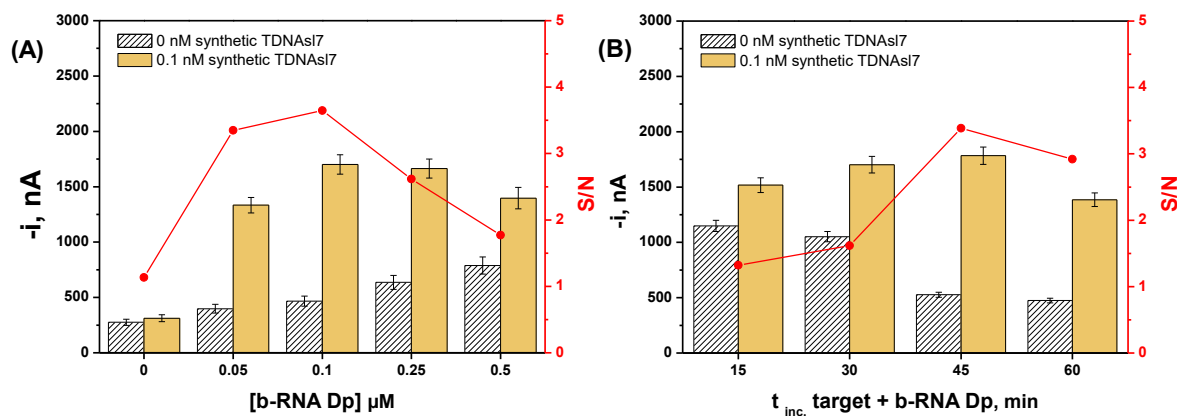 (A)
0 nM synthetic TDNAsl7
0.1 nM synthetic TDNAsl7
3000
2500
2000
1500
1000
500
0
-i, nA
5
4
3
2
1
0
S/N
0 0.05 0.1 0.25 0.5
[b-RNA Dp] µM
(B)
0 nM synthetic TDNAsl7
0.1 nM synthetic TDNAsl7
3000
2500
2000
1500
1000
500
0
-i, nA
5
4
3
2
1
0
S/N
15 30 45 60
t inc. target + b-RNA Dp, min